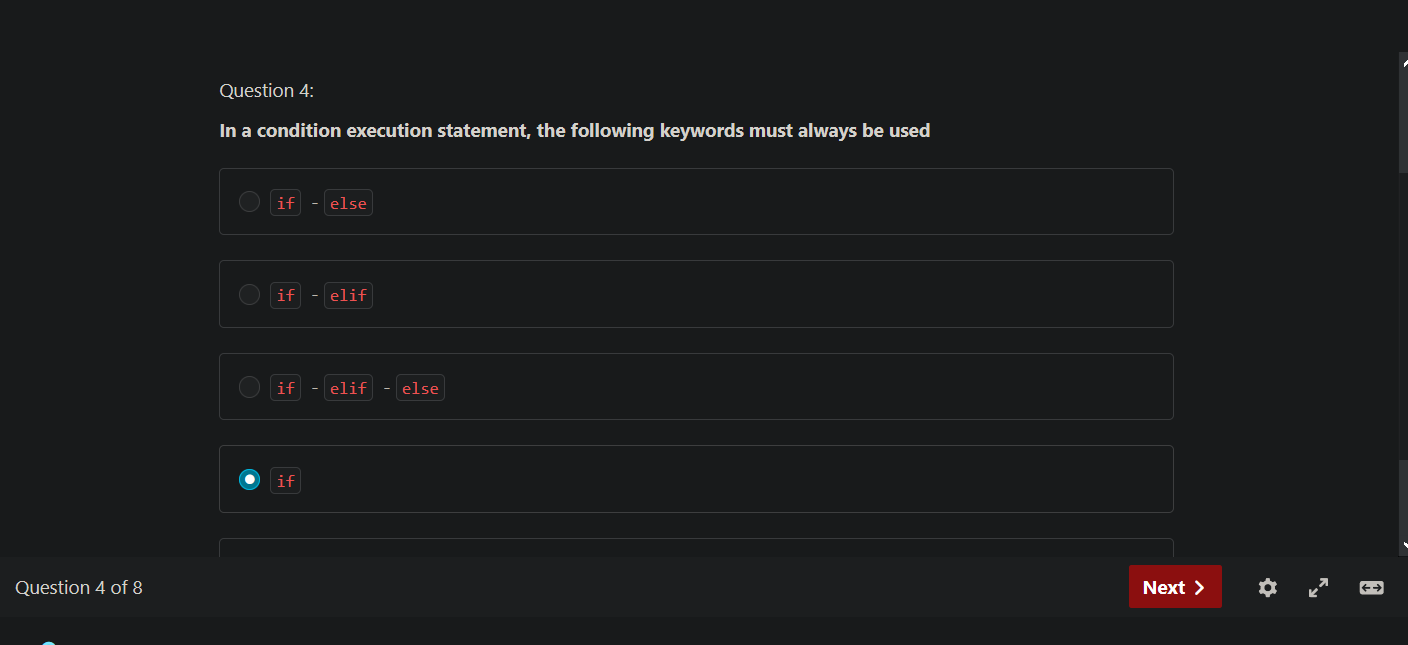 Question 4:
In a condition execution statement, the following keywords must always be used
if - else
if - elif
if - elif - else
if
Question 4 of 8
Next